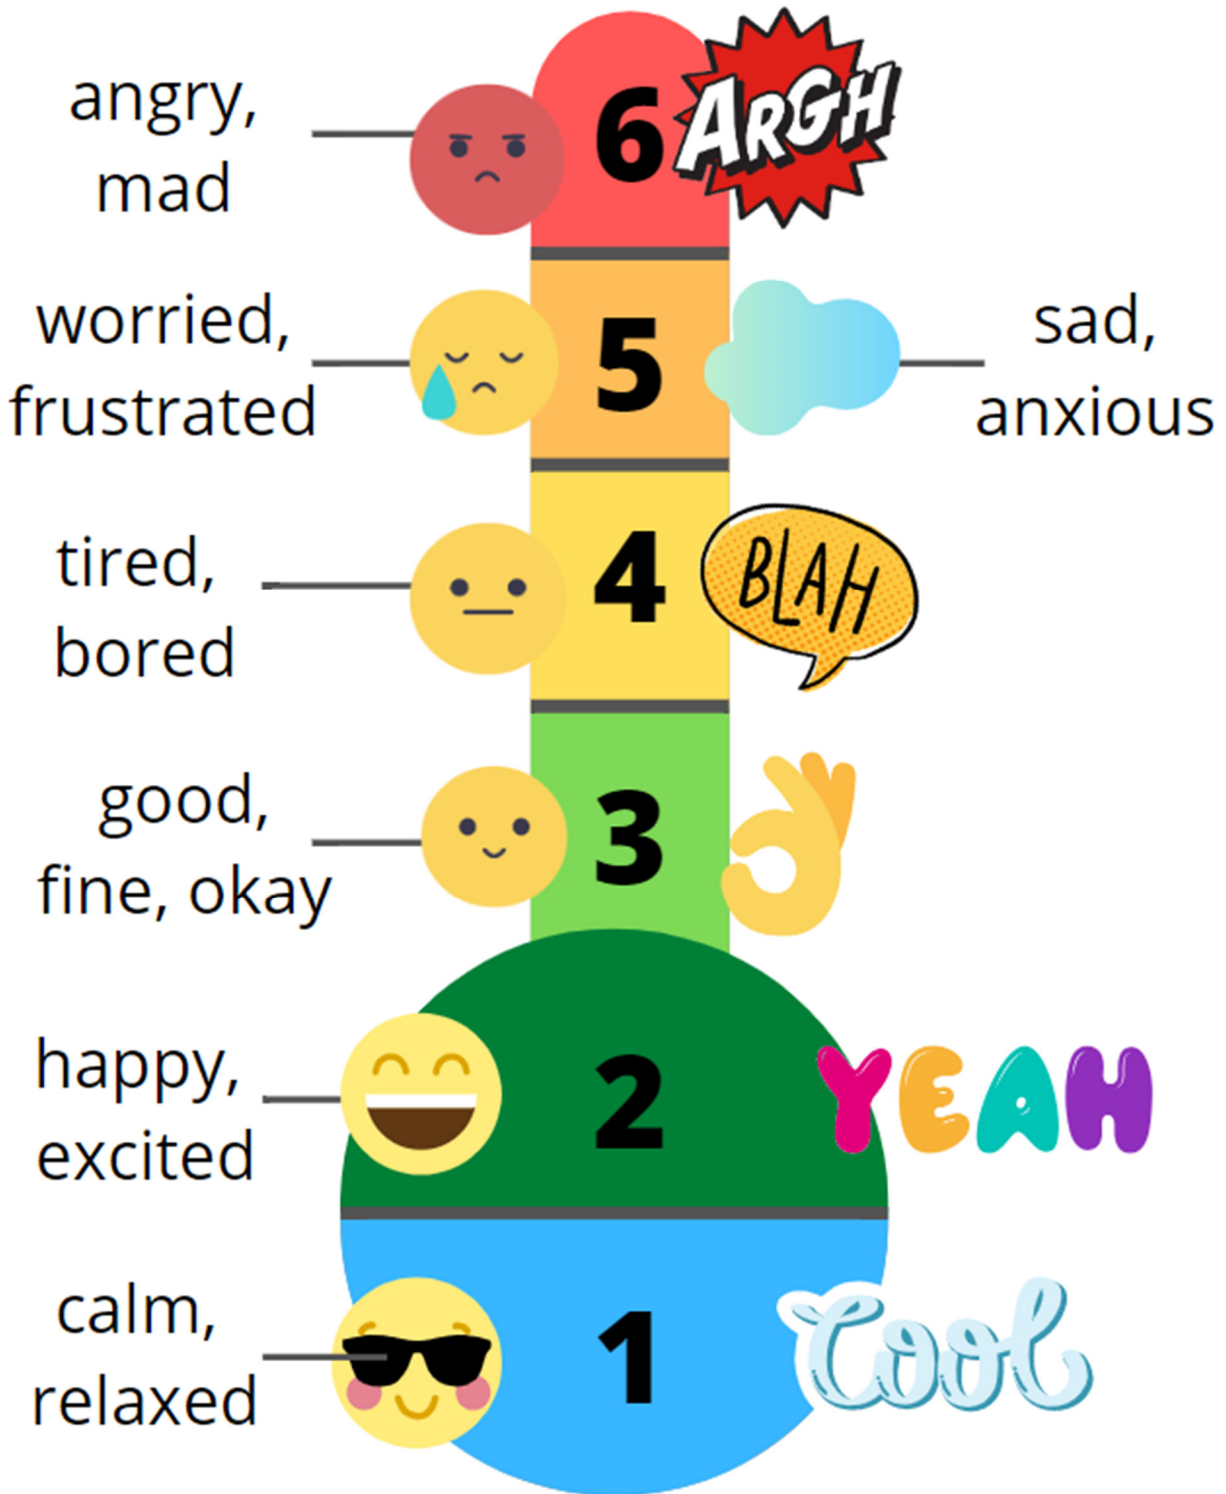 angry,
mad
6
ARGH
worried,
frustrated
5
sad,
anxious
tired,
bored
4
BLAH
good,
fine, okay
3
happy,
excited
2
YEAH
calm,
relaxed
1
Cool